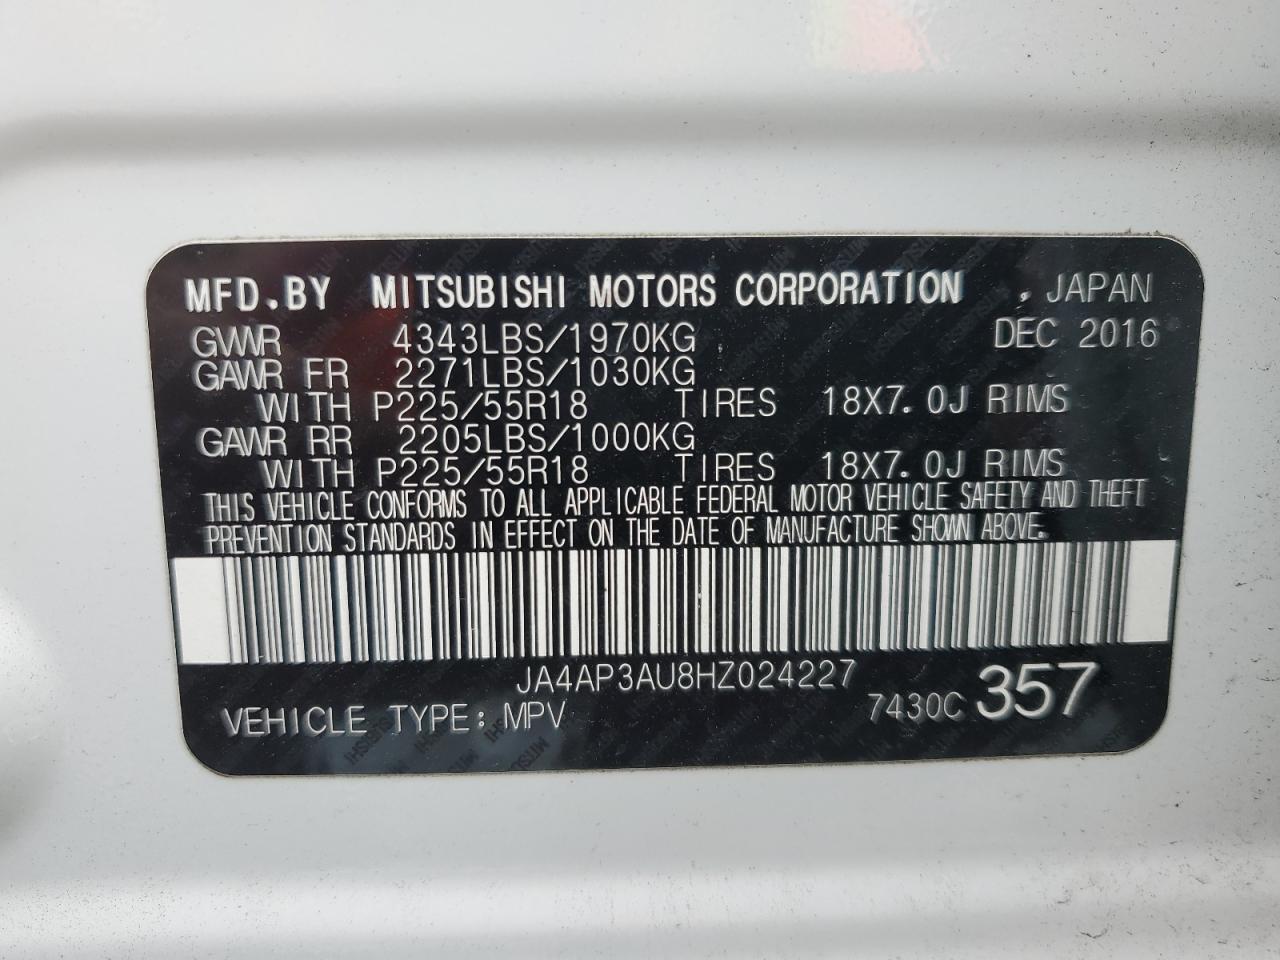 MFD.BY MITSUBISHI MOTORS CORPORATION , JAPAN
GVWR 4343LBS/1970KG DEC 2016
GAWR FR 2271LBS/1030KG
WITH P225/55R18 TIRES 18X7.0J RIMS
GAWR RR 2205LBS/1000KG
WITH P225/55R18 TIRES 18X7.0J RIMS
THIS VEHICLE CONFORMS TO ALL APPLICABLE FEDERAL MOTOR VEHICLE SAFETY AND THEFT
PREVENTION STANDARDS IN EFFECT ON THE DATE OF MANUFACTURE SHOWN ABOVE.
JA4AP3AU8HZ024227
VEHICLE TYPE: MPV 7430C 357